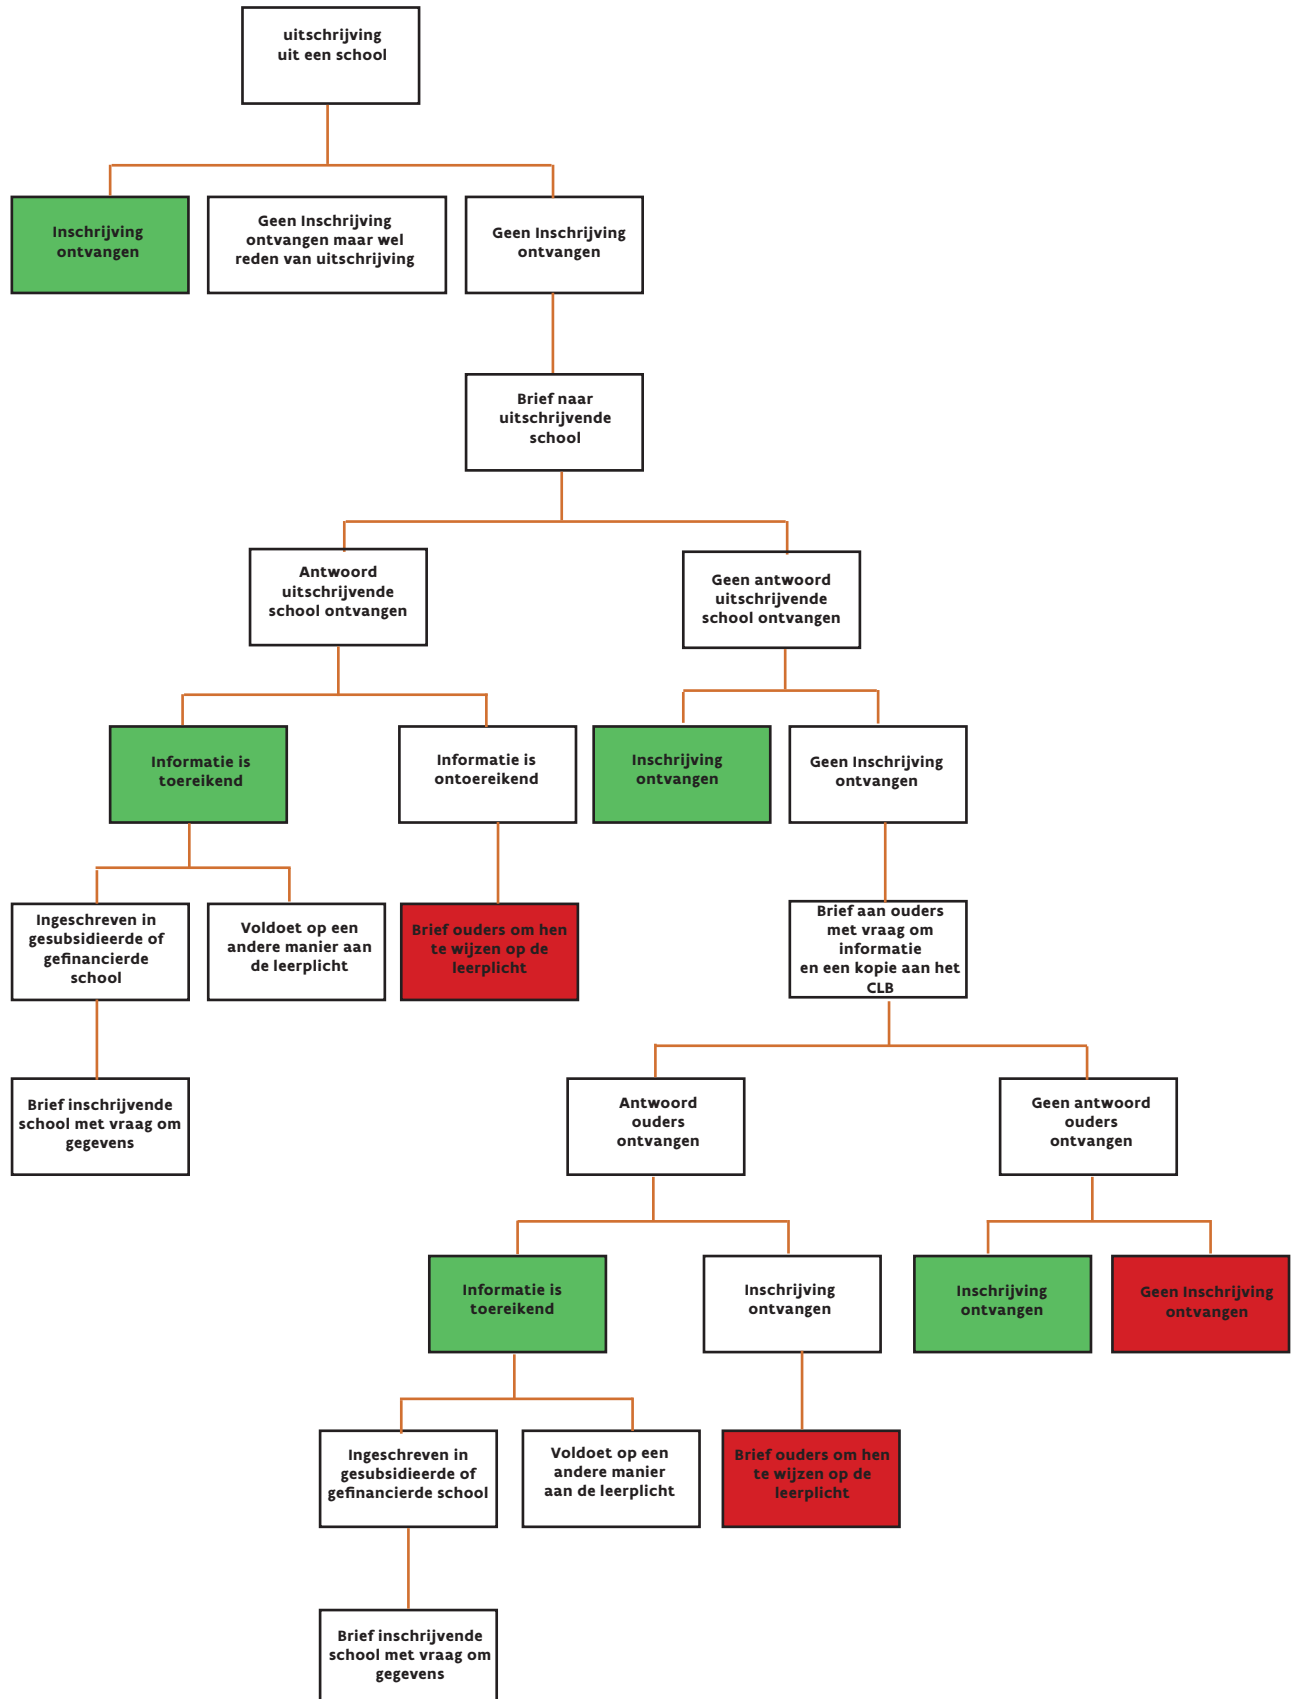 uitschrijving
uit een school
Inschrijving
ontvangen
Geen Inschrijving
ontvangen maar wel
reden van uitschrijving
Geen Inschrijving
ontvangen
Brief naar
uitschrijvende
school
Antwoord
uitschrijvende
school ontvangen
Geen antwoord
uitschrijvende
school ontvangen
Informatie is
toereikend
Informatie is
ontoereikend
Inschrijving
ontvangen
Geen Inschrijving
ontvangen
Ingeschreven in
gesubsidieerde of
gefinancierde
school
Voldoet op een
andere manier aan
de leerplicht
Brief ouders om hen
te wijzen op de
leerplicht
Brief aan ouders
met vraag om
informatie
en een kopie aan het
CLB
Brief inschrijvende
school met vraag om
gegevens
Antwoord
ouders
ontvangen
Geen antwoord
ouders
ontvangen
Informatie is
toereikend
Inschrijving
ontvangen
Inschrijving
ontvangen
Geen Inschrijving
ontvangen
Ingeschreven in
gesubsidieerde of
gefinancierde school
Voldoet op een
andere manier
aan de leerplicht
Brief ouders om hen
te wijzen op de
leerplicht
Brief inschrijvende
school met vraag om
gegevens